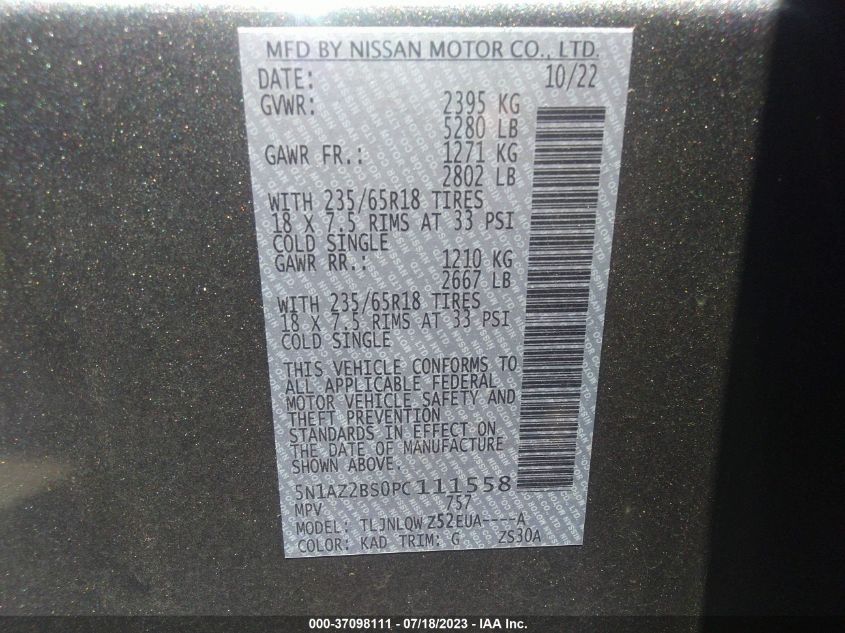 MFD BY NISSAN MOTOR CO., LTD.
DATE: 10/22
GVWR: 2395 KG
5280 LB
GAWR FR.: 1271 KG
2802 LB
WITH 235/65R18 TIRES
18 X 7.5 RIMS AT 33 PSI
COLD SINGLE
GAWR RR.: 1210 KG
2667 LB
WITH 235/65R18 TIRES
18 X 7.5 RIMS AT 33 PSI
COLD SINGLE
THIS VEHICLE CONFORMS TO
ALL APPLICABLE FEDERAL
MOTOR VEHICLE SAFETY AND
THEFT PREVENTION
STANDARDS IN EFFECT ON
THE DATE OF MANUFACTURE
SHOWN ABOVE.
5N1AZ2BS0PC111558
MPV 757
MODEL: TLJNLQWZ52EUA----A
COLOR: KAD TRIM: G ZS30A
000-37098111 - 07/18/2023 - IAA Inc.